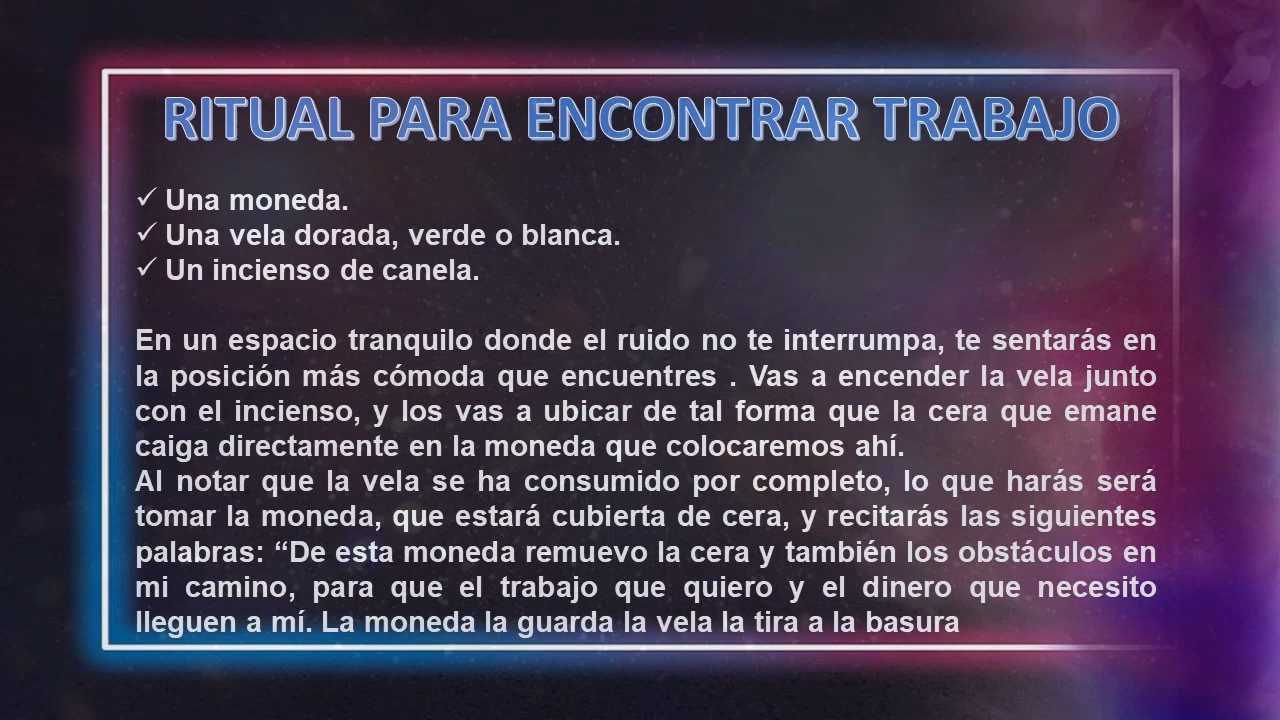 RITUAL PARA ENCONTRAR TRABAJO
✓ Una moneda.
✓ Una vela dorada, verde o blanca.
✓ Un incienso de canela.
En un espacio tranquilo donde el ruido no te interrumpa, te sentarás en
la posición más cómoda que encuentres . Vas a encender la vela junto
con el incienso, y los vas a ubicar de tal forma que la cera que emane
caiga directamente en la moneda que colocaremos ahí.
Al notar que la vela se ha consumido por completo, lo que harás será
tomar la moneda, que estará cubierta de cera, y recitarás las siguientes
palabras: “De esta moneda remuevo la cera y también los obstáculos en
mi camino, para que el trabajo que quiero y el dinero que necesito
lleguen a mí. La moneda la guarda la vela la tira a la basura